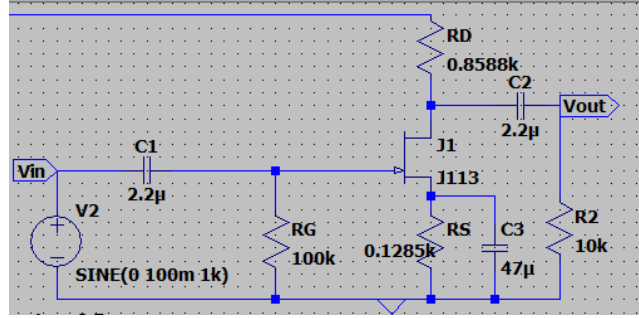 RD
0.8588k
C2
Vout
2.2µ
C1
J1
J113
Vin
2.2µ
V2
RG
100k
RS
0.1285k
C3
47µ
R2
10k
SINE(0 100m 1k)